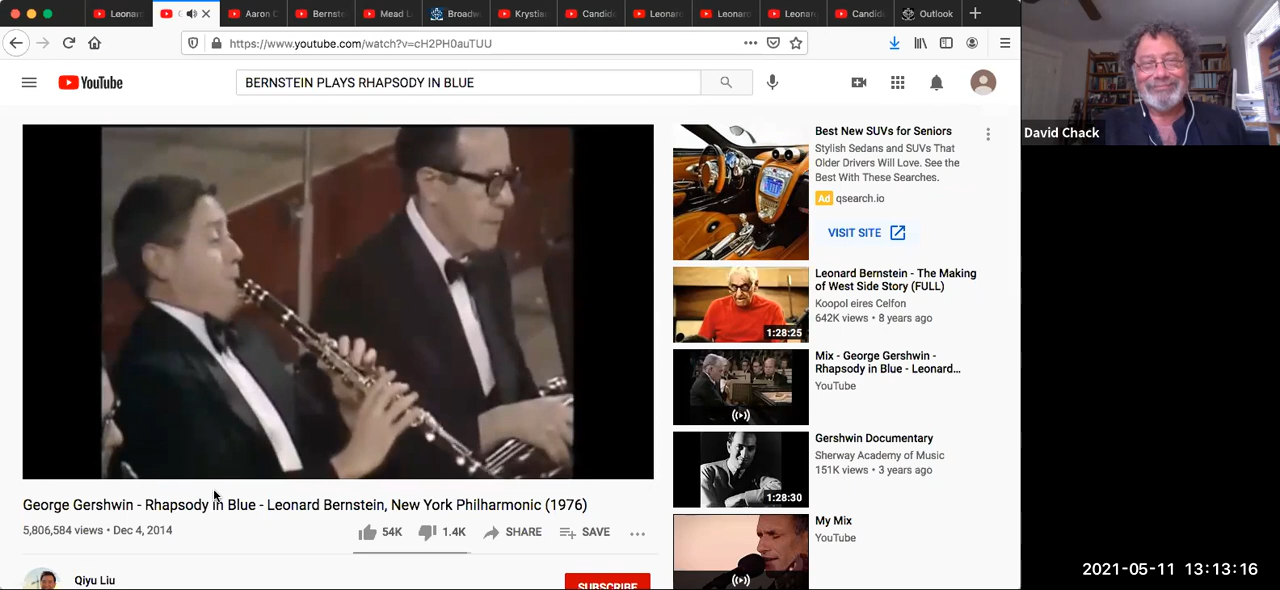 Leonard
Aaron C
Bernste
Mead L
Broadw
Krystia
Candide
Leonar
Leonard
Leonard
Candid
Outlook
https://www.youtube.com/watch?v=cH2PH0auTUU
YouTube
BERNSTEIN PLAYS RHAPSODY IN BLUE
David Chack
Best New SUVs for Seniors
Stylish Sedans and SUVs That
Older Drivers Will Love. See the
Best With These Searches.
Ad qsearch.io
VISIT SITE
Leonard Bernstein - The Making
of West Side Story (FULL)
Koopol eires Celfon
642K views • 8 years ago
1:28:25
Mix - George Gershwin -
Rhapsody in Blue - Leonard...
YouTube
Gershwin Documentary
Sherway Academy of Music
151K views • 3 years ago
1:28:30
My Mix
YouTube
George Gershwin - Rhapsody in Blue - Leonard Bernstein, New York Philharmonic (1976)
5,806,584 views • Dec 4, 2014
54K
1.4K
SHARE
SAVE
Qiyu Liu
SUBSCRIBE
2021-05-11 13:13:16